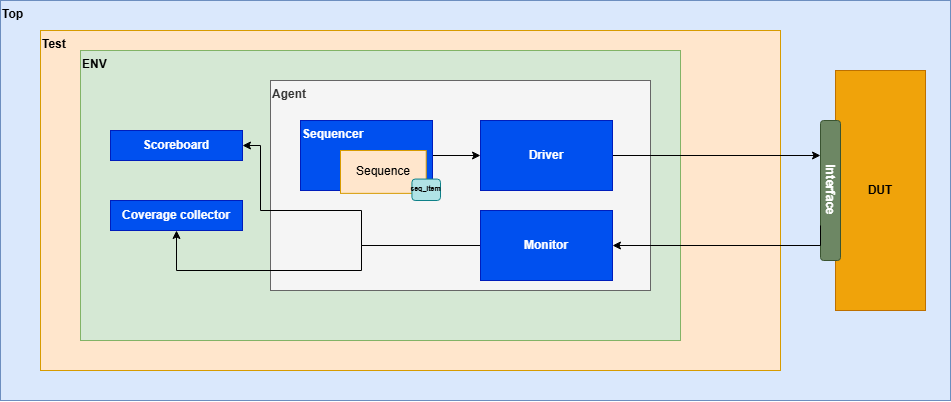 Top
Test
ENV
Agent
Sequencer
Sequence
seq_item
Driver
Scoreboard
Coverage collector
Monitor
Interface
DUT